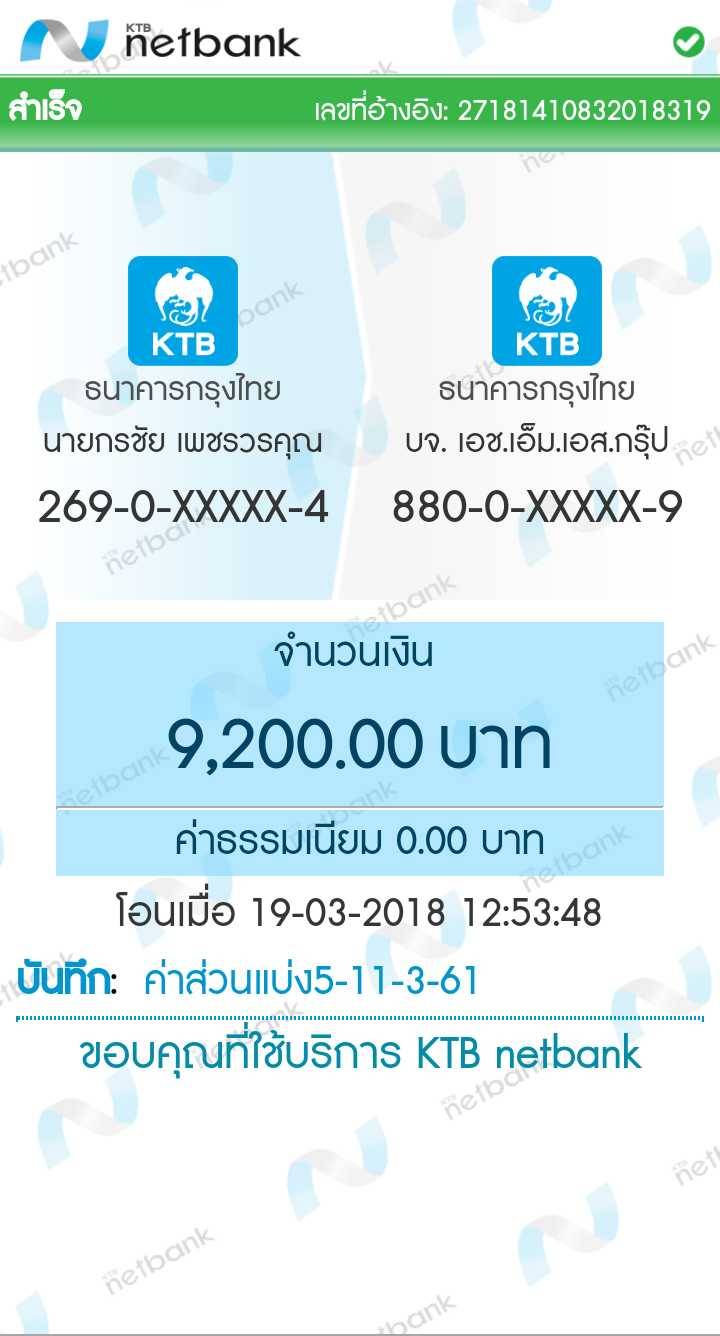 KTB
netbank
สำเร็จ เลขที่อ้างอิง: 27181410832018319
KTB KTB
ธนาคารกรุงไทย ธนาคารกรุงไทย
นายกรชัย เพชรวรคุณ บจ. เอช.เอ็ม.เอส.กรุ๊ป
269-0-XXXXX-4 880-0-XXXXX-9
จำนวนเงิน
9,200.00 บาท
ค่าธรรมเนียม 0.00 บาท
โอนเมื่อ 19-03-2018 12:53:48
บันทึก: ค่าส่วนแบ่ง5-11-3-61
ขอบคุณที่ใช้บริการ KTB netbank